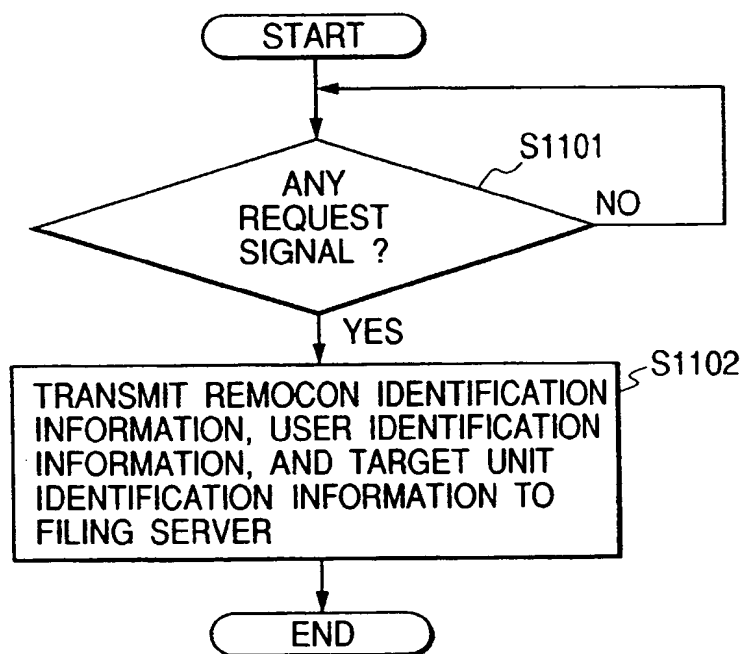 START
S1101
ANY
REQUEST
SIGNAL ?
NO
YES
S1102
TRANSMIT REMOCON IDENTIFICATION
INFORMATION, USER IDENTIFICATION
INFORMATION, AND TARGET UNIT
IDENTIFICATION INFORMATION TO
FILING SERVER
END